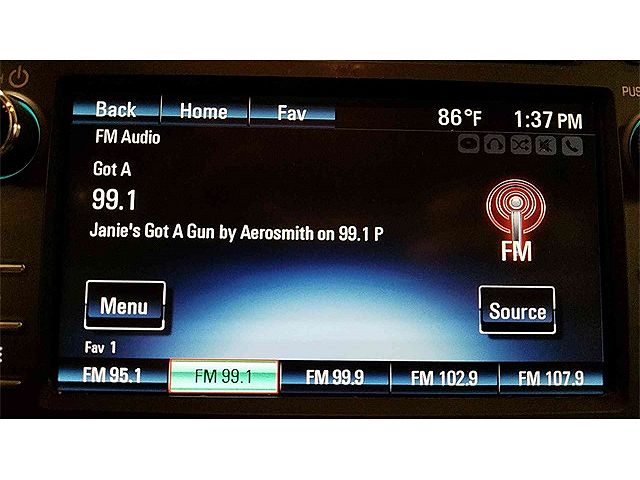 Back Home Fav 86°F 1:37 PM
FM Audio
Got A
99.1
Janie's Got A Gun by Aerosmith on 99.1 P
FM
Menu
Source
Fav 1
FM 95.1 FM 99.1 FM 99.9 FM 102.9 FM 107.9
PUS